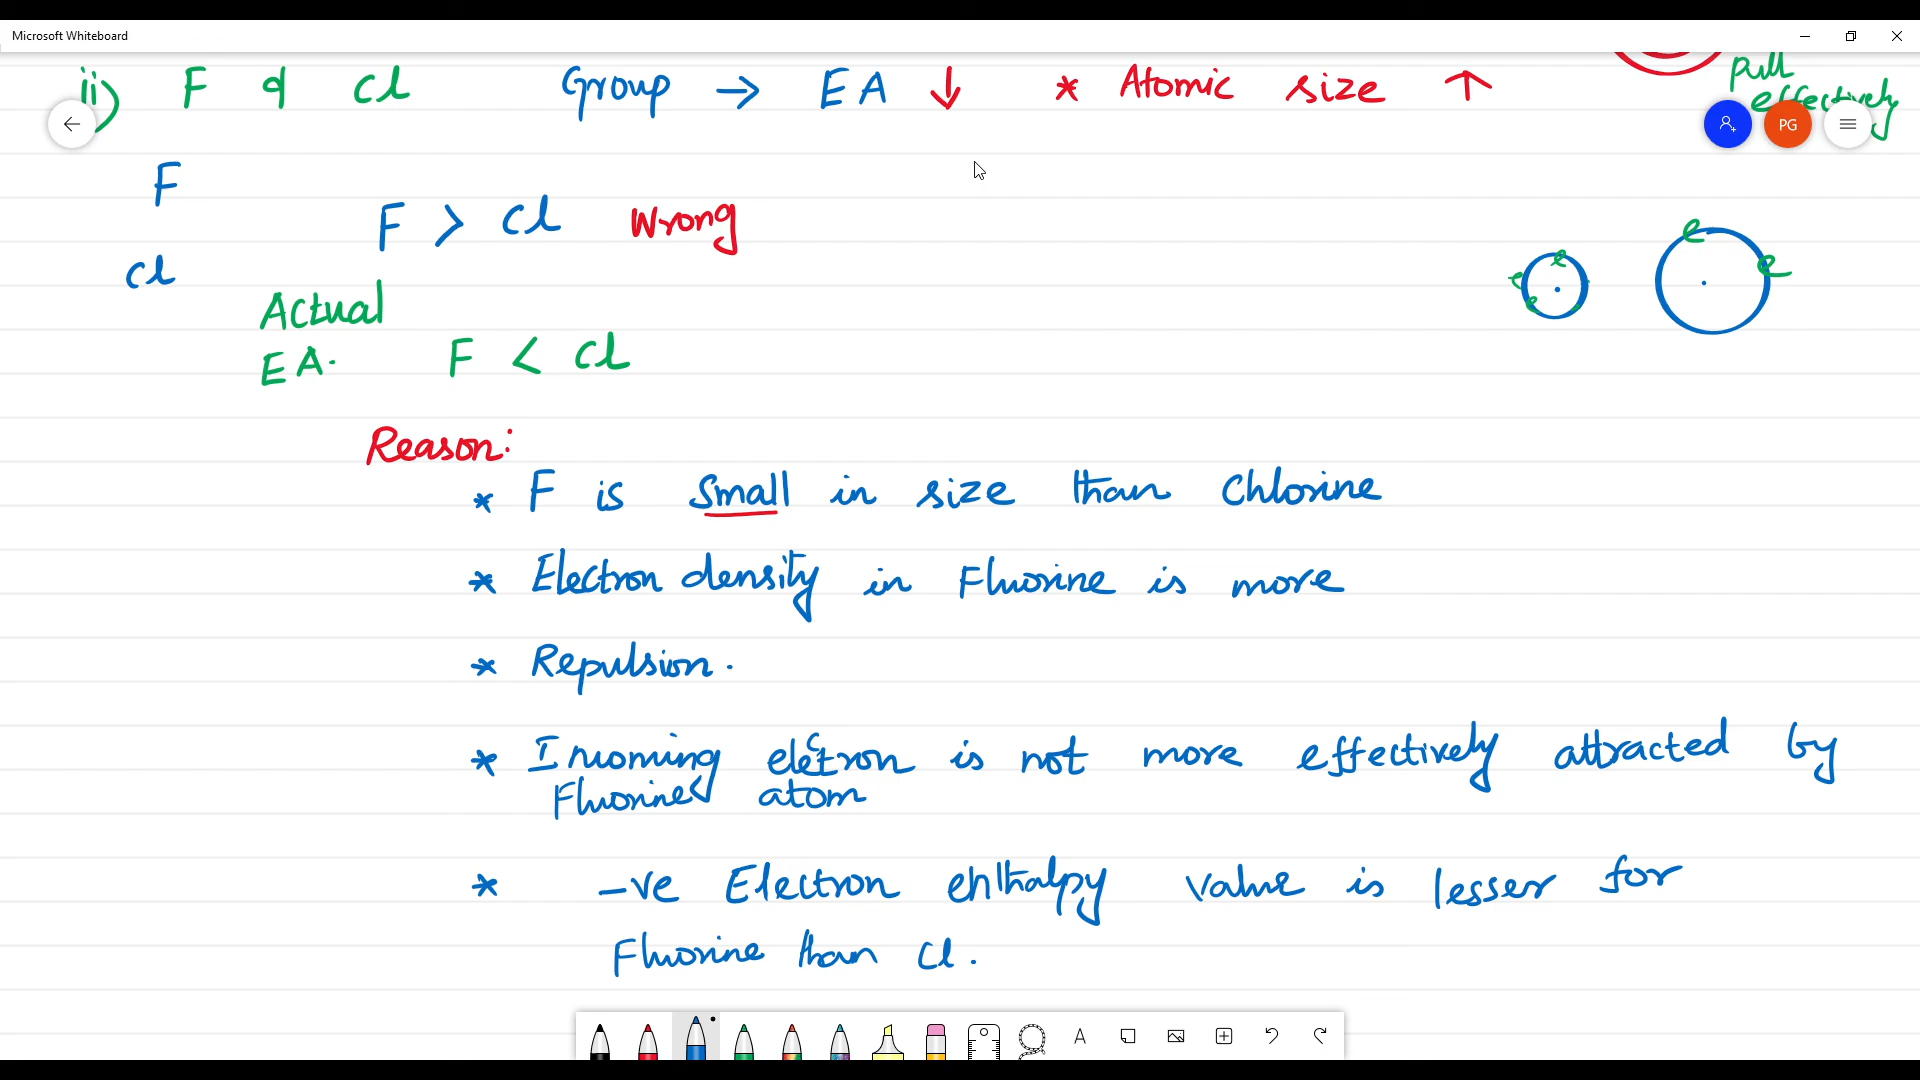 Microsoft Whiteboard
ii) F & Cl Group → EA ↓ * Atomic size ↑
pull
effectively
PG
F
F > Cl Wrong
Cl
Actual
EA. F < Cl
e e e
e e
Reason:
* F is small in size than Chlorine
* Electron density in Fluorine is more
* Repulsion.
* Incoming electron is not more effectively attracted by
Fluorine atom
* -ve Electron enthalpy value is lesser for
Fluorine than Cl.
A